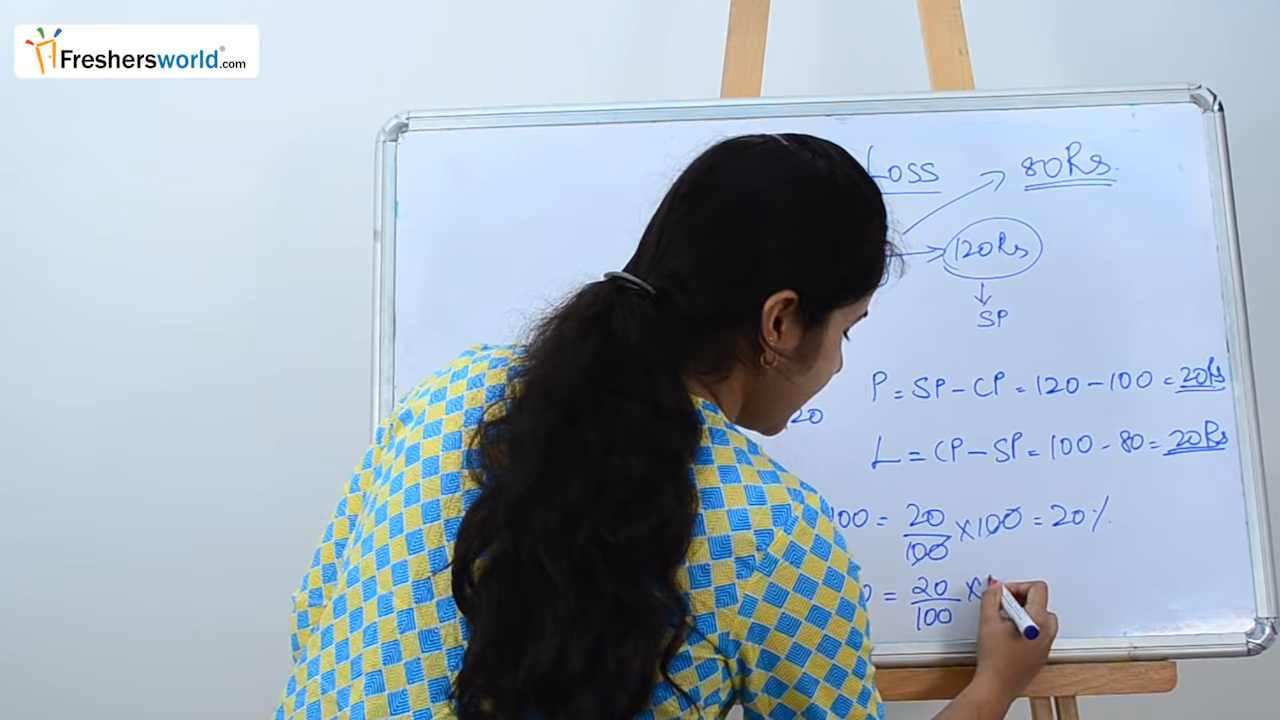 Freshersworld.com
Loss
80Rs.
120Rs
↓
SP
P = SP - CP = 120 - 100 = 20Rs
20
L = CP - SP = 100 - 80 = 20Rs
100 = 20/100 × 100 = 20%
= 20/100 ×